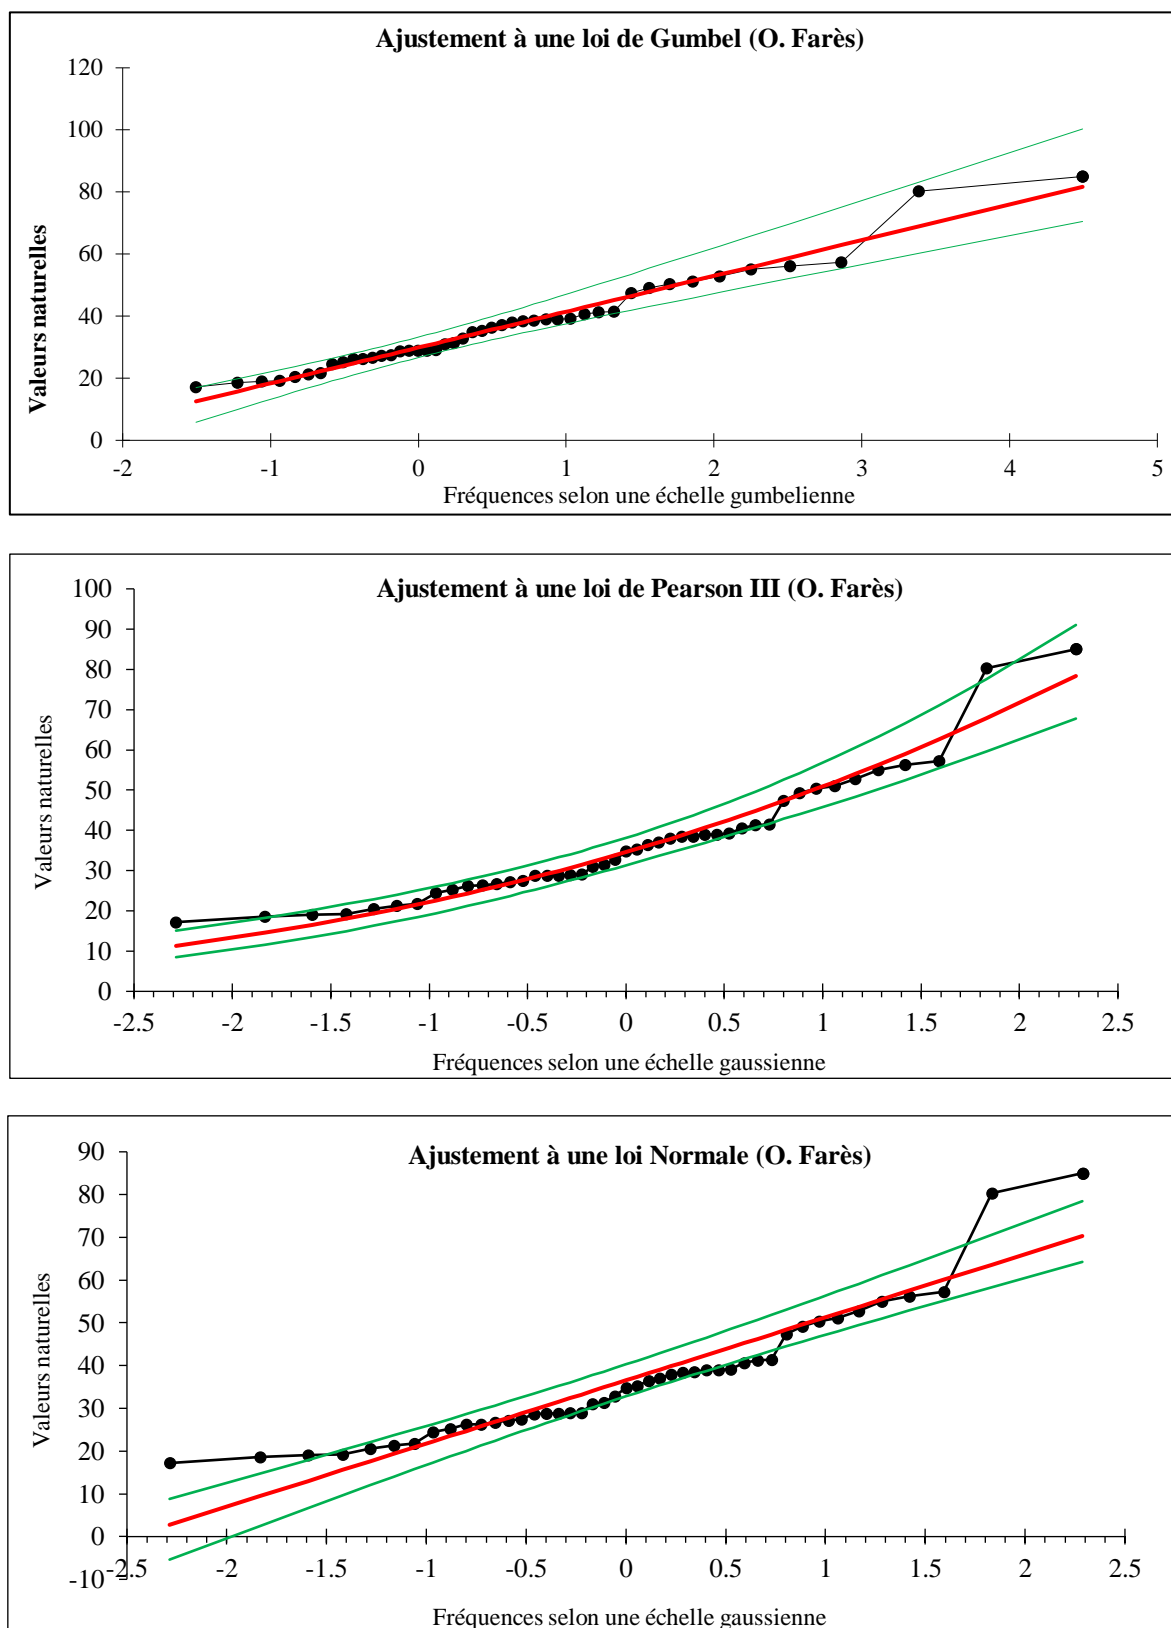 Ajustement à une loi de Gumbel (O. Farès)
120
100
80
60
40
20
0
-2 -1 0 1 2 3 4 5
Valeurs naturelles
Fréquences selon une échelle gumbelienne
Ajustement à une loi de Pearson III (O. Farès)
100
90
80
70
60
50
40
30
20
10
0
-2.5 -2 -1.5 -1 -0.5 0 0.5 1 1.5 2 2.5
Valeurs naturelles
Fréquences selon une échelle gaussienne
Ajustement à une loi Normale (O. Farès)
90
80
70
60
50
40
30
20
10
0
-10
-2.5 -2 -1.5 -1 -0.5 0 0.5 1 1.5 2 2.5
Valeurs naturelles
Fréquences selon une échelle gaussienne